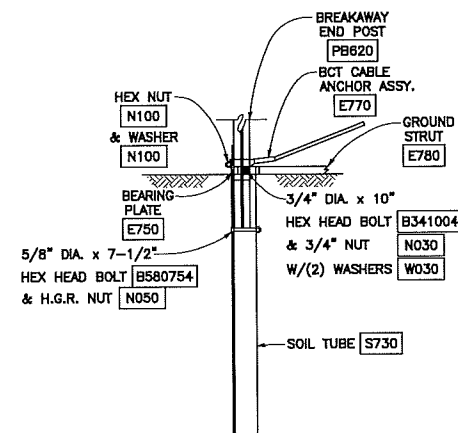 BREAKAWAY
END POST
PB620
BCT CABLE
ANCHOR ASSY.
E770
HEX NUT
N100
& WASHER
N100
GROUND
STRUT
E780
BEARING
PLATE
E750
3/4" DIA. x 10"
HEX HEAD BOLT B341004
& 3/4" NUT N030
W/(2) WASHERS W030
5/8" DIA. x 7-1/2"
HEX HEAD BOLT B580754
& H.G.R. NUT N050
SOIL TUBE S730